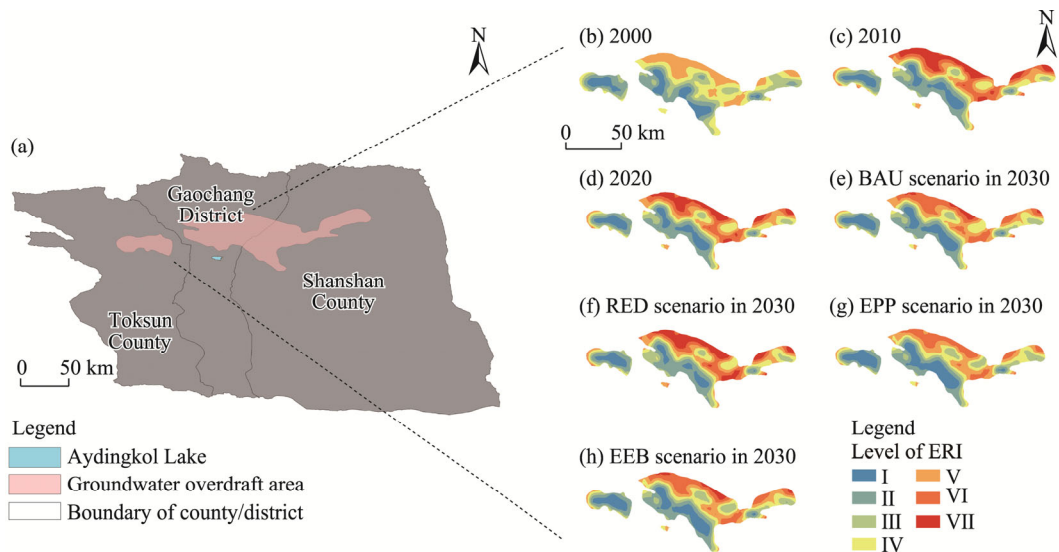 N
N
(b) 2000
(c) 2010
0 50 km
(a)
Gaochang
District
Shanshan
County
Toksun
County
0 50 km
(d) 2020
(e) BAU scenario in 2030
(f) RED scenario in 2030
(g) EPP scenario in 2030
(h) EEB scenario in 2030
Legend
Aydingkol Lake
Groundwater overdraft area
Boundary of county/district
Legend
Level of ERI
I
II
III
IV
V
VI
VII